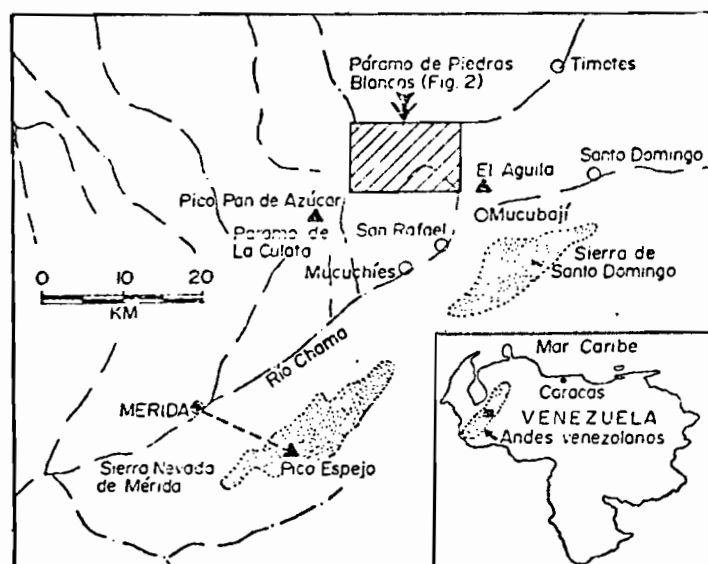 Páramo de Piedras
Blancas (Fig. 2)
Timotes
Santo Domingo
El Aguila
Pico Pan de Azúcar
Mucubají
San Rafael
Paramo de
La Culata
Mucuchíes
Sierra de
Santo Domingo
0 10 20
KM
Río Chama
MERIDA
Sierra Nevada
de Mérida
Pico Espejo
Mar Caribe
Caracas
VENEZUELA
Andes venezolanos